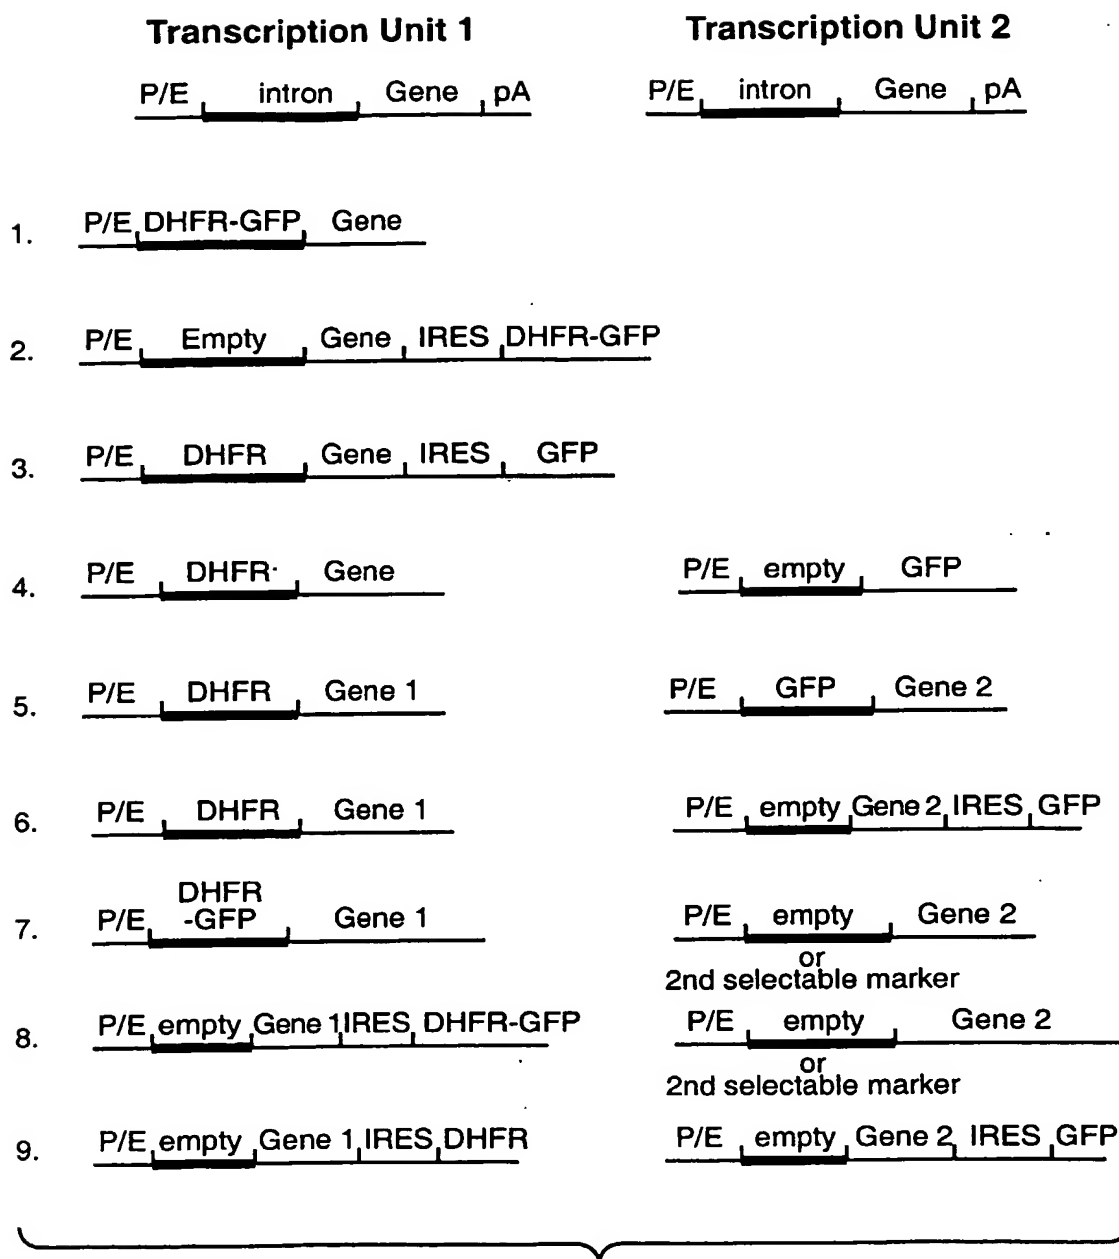 Transcription Unit 1 Transcription Unit 2
P/E intron Gene pA P/E intron Gene pA
1. P/E DHFR-GFP Gene
2. P/E Empty Gene IRES DHFR-GFP
3. P/E DHFR Gene IRES GFP
4. P/E DHFR Gene P/E empty GFP
5. P/E DHFR Gene 1 P/E GFP Gene 2
6. P/E DHFR Gene 1 P/E empty Gene 2 IRES GFP
DHFR
7. P/E -GFP Gene 1 P/E empty Gene 2
or
2nd selectable marker
8. P/E empty Gene 1 IRES DHFR-GFP P/E empty Gene 2
or
2nd selectable marker
9. P/E empty Gene 1 IRES DHFR P/E empty Gene 2 IRES GFP